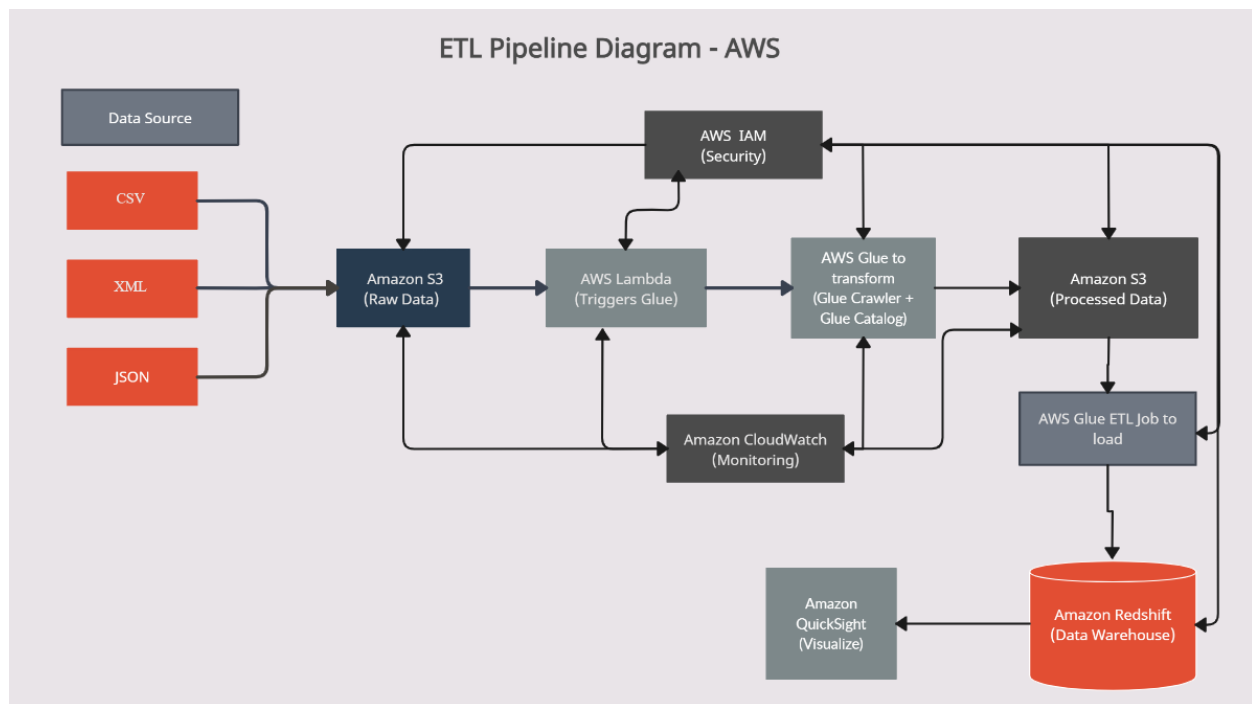 ETL Pipeline Diagram - AWS
Data Source
CSV
XML
JSON
AWS IAM
(Security)
Amazon S3
(Raw Data)
AWS Lambda
(Triggers Glue)
AWS Glue to
transform
(Glue Crawler +
Glue Catalog)
Amazon S3
(Processed Data)
Amazon CloudWatch
(Monitoring)
AWS Glue ETL Job to
load
Amazon
QuickSight
(Visualize)
Amazon Redshift
(Data Warehouse)